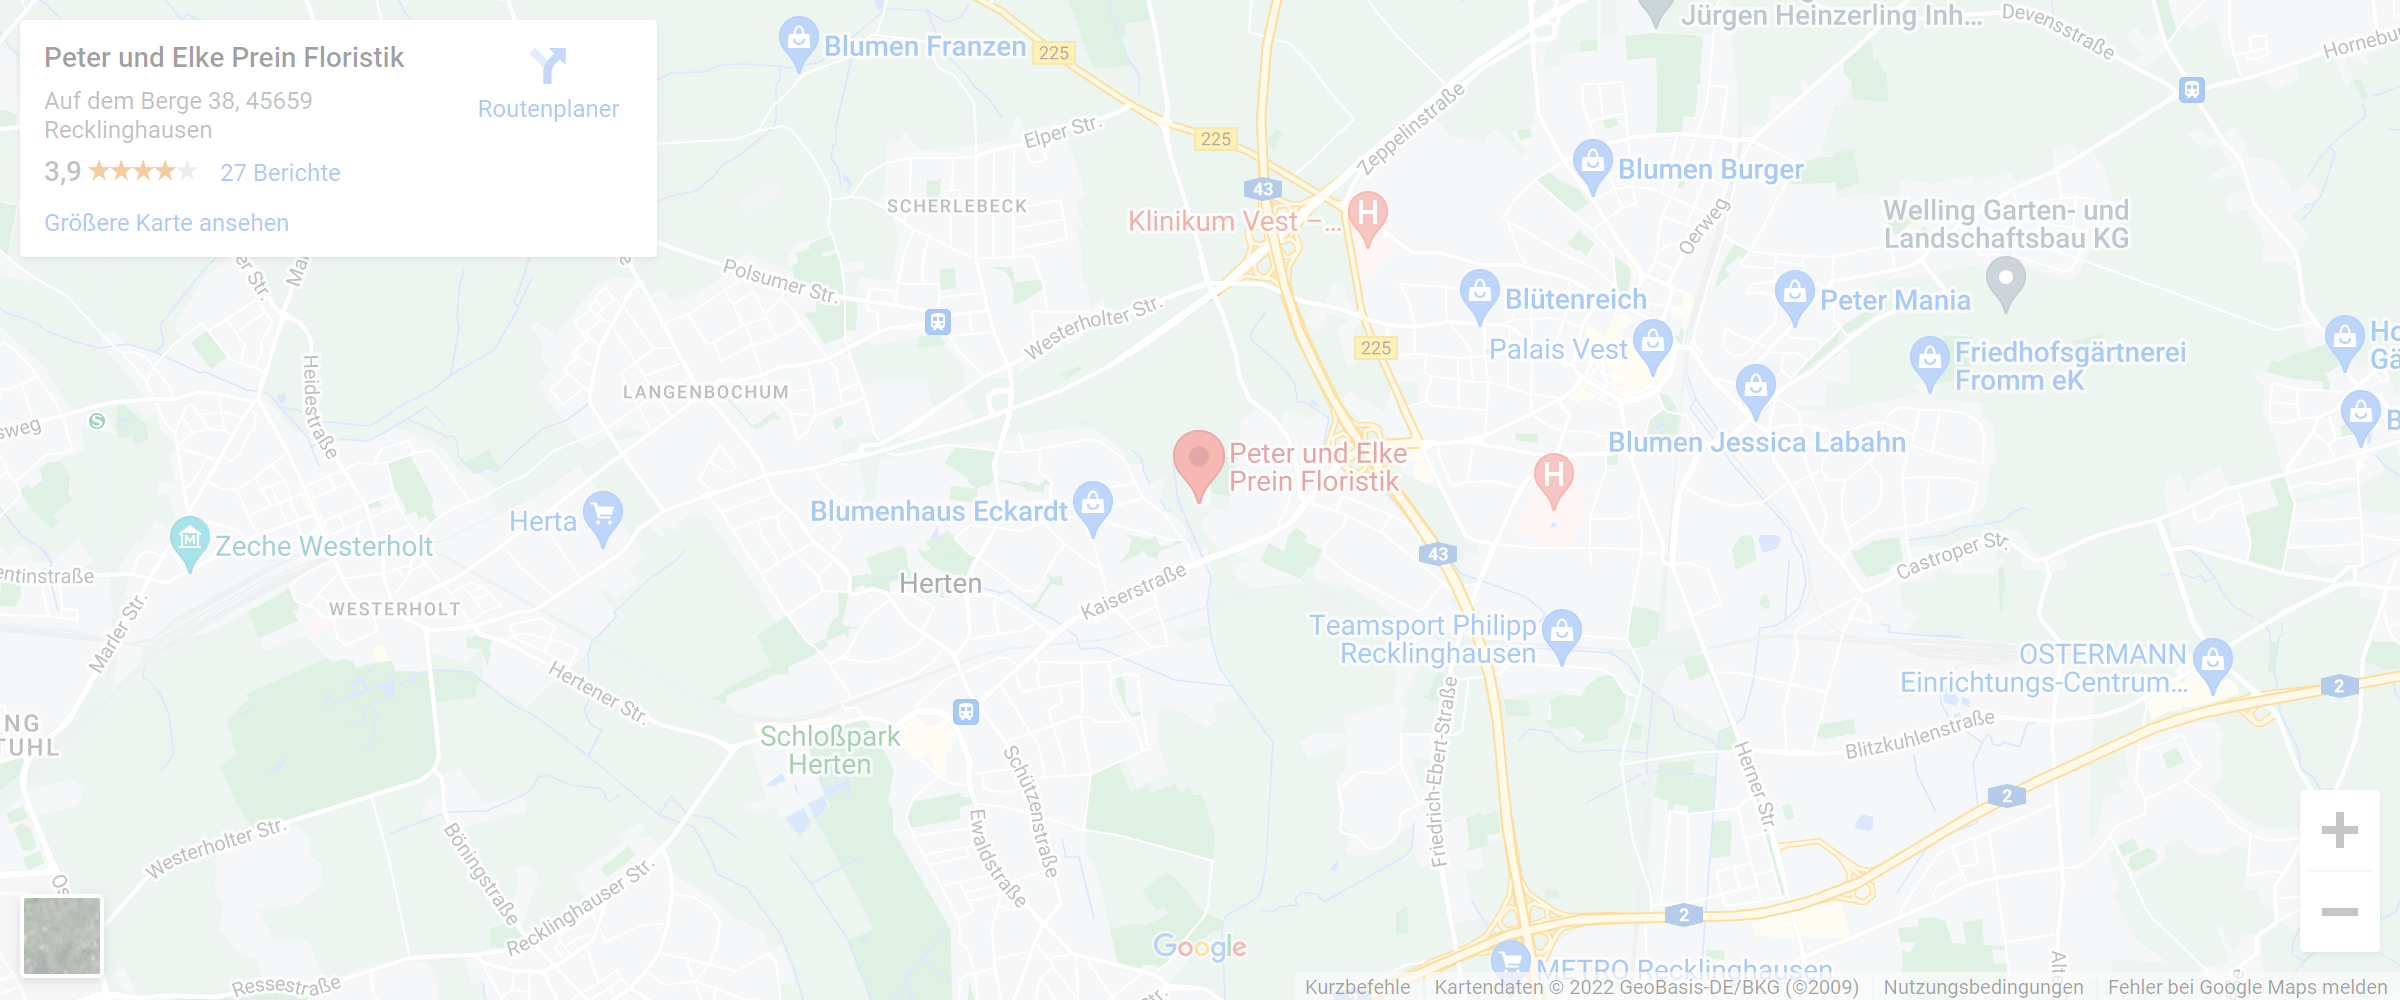 Peter und Elke Prein Floristik
Auf dem Berge 38, 45659
Recklinghausen
3,9
27 Berichte
Größere Karte ansehen
Routenplaner
Blumen Franzen
225
Jürgen Heinzerling Inh...
Devensstraße
Elper Str.
225
Zeppelinstraße
43
SCHERLEBECK
Klinikum Vest –...
H
Blumen Burger
Oerweg
Welling Garten- und
Landschaftsbau KG
Polsumer Str.
Westerholter Str.
Blütenreich
Peter Mania
225
Palais Vest
Friedhofsgärtnerei
Fromm eK
Heidestraße
LANGENBOCHUM
S
Peter und Elke
Prein Floristik
Blumen Jessica Labahn
H
Blumenhaus Eckardt
Herta
Zeche Westerholt
43
Castroper Str.
Herten
Kaiserstraße
WESTERHOLT
Marler Str.
Teamsport Philipp
Recklinghausen
OSTERMANN
Einrichtungs-Centrum...
2
Hertener Str.
Friedrich-Ebert-Straße
Blitzkuhlenstraße
Schloßpark
Herten
Schützenstraße
Herner Str.
2
Westerholter Str.
Böningstraße
Ewaldstraße
Recklinghauser Str.
2
Google
METRO Recklinghausen
Ressestraße
Kurzbefehle
Kartendaten © 2022 GeoBasis-DE/BKG (©2009)
Nutzungsbedingungen
Fehler bei Google Maps melden